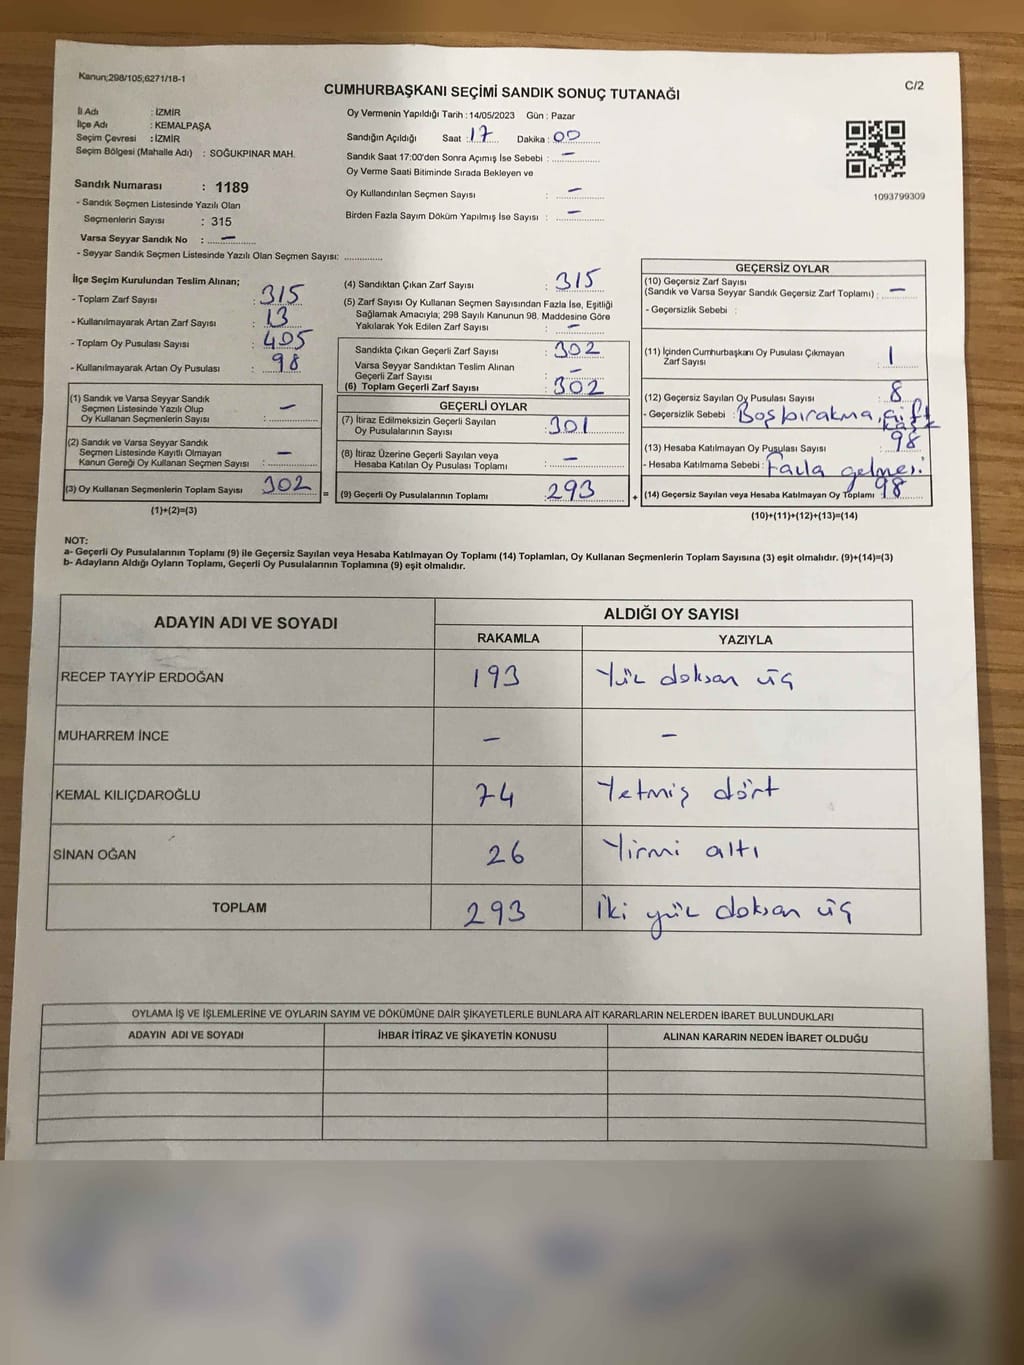 Kanun;298/105;6271/18-1
C/2
CUMHURBAŞKANI SEÇİMİ SANDIK SONUÇ TUTANAĞI
İl Adı : İZMİR
İlçe Adı : KEMALPAŞA
Seçim Çevresi : İZMİR
Seçim Bölgesi (Mahalle Adı) : SOĞUKPINAR MAH.
Sandık Numarası : 1189
- Sandık Seçmen Listesinde Yazılı Olan
Seçmenlerin Sayısı : 315
Varsa Seyyar Sandık No : –
- Seyyar Sandık Seçmen Listesinde Yazılı Olan Seçmen Sayısı: ..............
Oy Vermenin Yapıldığı Tarih : 14/05/2023 Gün : Pazar
Sandığın Açıldığı Saat : 17 Dakika : 00
Sandık Saat 17:00'den Sonra Açımış İse Sebebi : –
Oy Verme Saati Bitiminde Sırada Bekleyen ve
Oy Kullandırılan Seçmen Sayısı : –
Birden Fazla Sayım Döküm Yapılmış İse Sayısı : –
1093799309
İlçe Seçim Kurulundan Teslim Alınan;
- Toplam Zarf Sayısı : 315
- Kullanılmayarak Artan Zarf Sayısı : 13
- Toplam Oy Pusulası Sayısı : 405
- Kullanılmayarak Artan Oy Pusulası : 98
(1) Sandık ve Varsa Seyyar Sandık
Seçmen Listesinde Yazılı Olup
Oy Kullanan Seçmenlerin Sayısı : –
(2) Sandık ve Varsa Seyyar Sandık
Seçmen Listesinde Kayıtlı Olmayan
Kanun Gereği Oy Kullanan Seçmen Sayısı : –
(3) Oy Kullanan Seçmenlerin Toplam Sayısı 302
(1)+(2)=(3)
=
(4) Sandıktan Çıkan Zarf Sayısı : 315
(5) Zarf Sayısı Oy Kullanan Seçmen Sayısından Fazla İse, Eşitliği
Sağlamak Amacıyla; 298 Sayılı Kanunun 98. Maddesine Göre
Yakılarak Yok Edilen Zarf Sayısı : –
Sandıkta Çıkan Geçerli Zarf Sayısı : 302
Varsa Seyyar Sandıktan Teslim Alınan
Geçerli Zarf Sayısı : –
(6) Toplam Geçerli Zarf Sayısı : 302
GEÇERLİ OYLAR
(7) İtiraz Edilmeksizin Geçerli Sayılan
Oy Pusulalarının Sayısı : 301
(8) İtiraz Üzerine Geçerli Sayılan veya
Hesaba Katılan Oy Pusulası Toplamı : –
(9) Geçerli Oy Pusulalarının Toplamı : 293
+
GEÇERSİZ OYLAR
(10) Geçersiz Zarf Sayısı
(Sandık ve Varsa Seyyar Sandık Geçersiz Zarf Toplamı) : –
- Geçersizlik Sebebi :
(11) İçinden Cumhurbaşkanı Oy Pusulası Çıkmayan
Zarf Sayısı : 1
(12) Geçersiz Sayılan Oy Pusulası Sayısı : 8
- Geçersizlik Sebebi : Boş bırakma, çift
(13) Hesaba Katılmayan Oy Pusulası Sayısı : 98
- Hesaba Katılmama Sebebi : Fazla gelmesi
(14) Geçersiz Sayılan veya Hesaba Katılmayan Oy Toplamı 98
(10)+(11)+(12)+(13)=(14)
NOT:
a- Geçerli Oy Pusulalarının Toplamı (9) ile Geçersiz Sayılan veya Hesaba Katılmayan Oy Toplamı (14) Toplamları, Oy Kullanan Seçmenlerin Toplam Sayısına (3) eşit olmalıdır. (9)+(14)=(3)
b- Adayların Aldığı Oyların Toplamı, Geçerli Oy Pusulalarının Toplamına (9) eşit olmalıdır.
ADAYIN ADI VE SOYADI
ALDIĞI OY SAYISI
RAKAMLA YAZIYLA
RECEP TAYYİP ERDOĞAN 193 Yüz doksan üç
MUHARREM İNCE – –
KEMAL KILIÇDAROĞLU 74 Yetmiş dört
SİNAN OĞAN 26 Yirmi altı
TOPLAM 293 İki yüz doksan üç
OYLAMA İŞ VE İŞLEMLERİNE VE OYLARIN SAYIM VE DÖKÜMÜNE DAİR ŞİKAYETLERLE BUNLARA AİT KARARLARIN NELERDEN İBARET BULUNDUKLARI
ADAYIN ADI VE SOYADI İHBAR İTİRAZ VE ŞİKAYETİN KONUSU ALINAN KARARIN NEDEN İBARET OLDUĞU